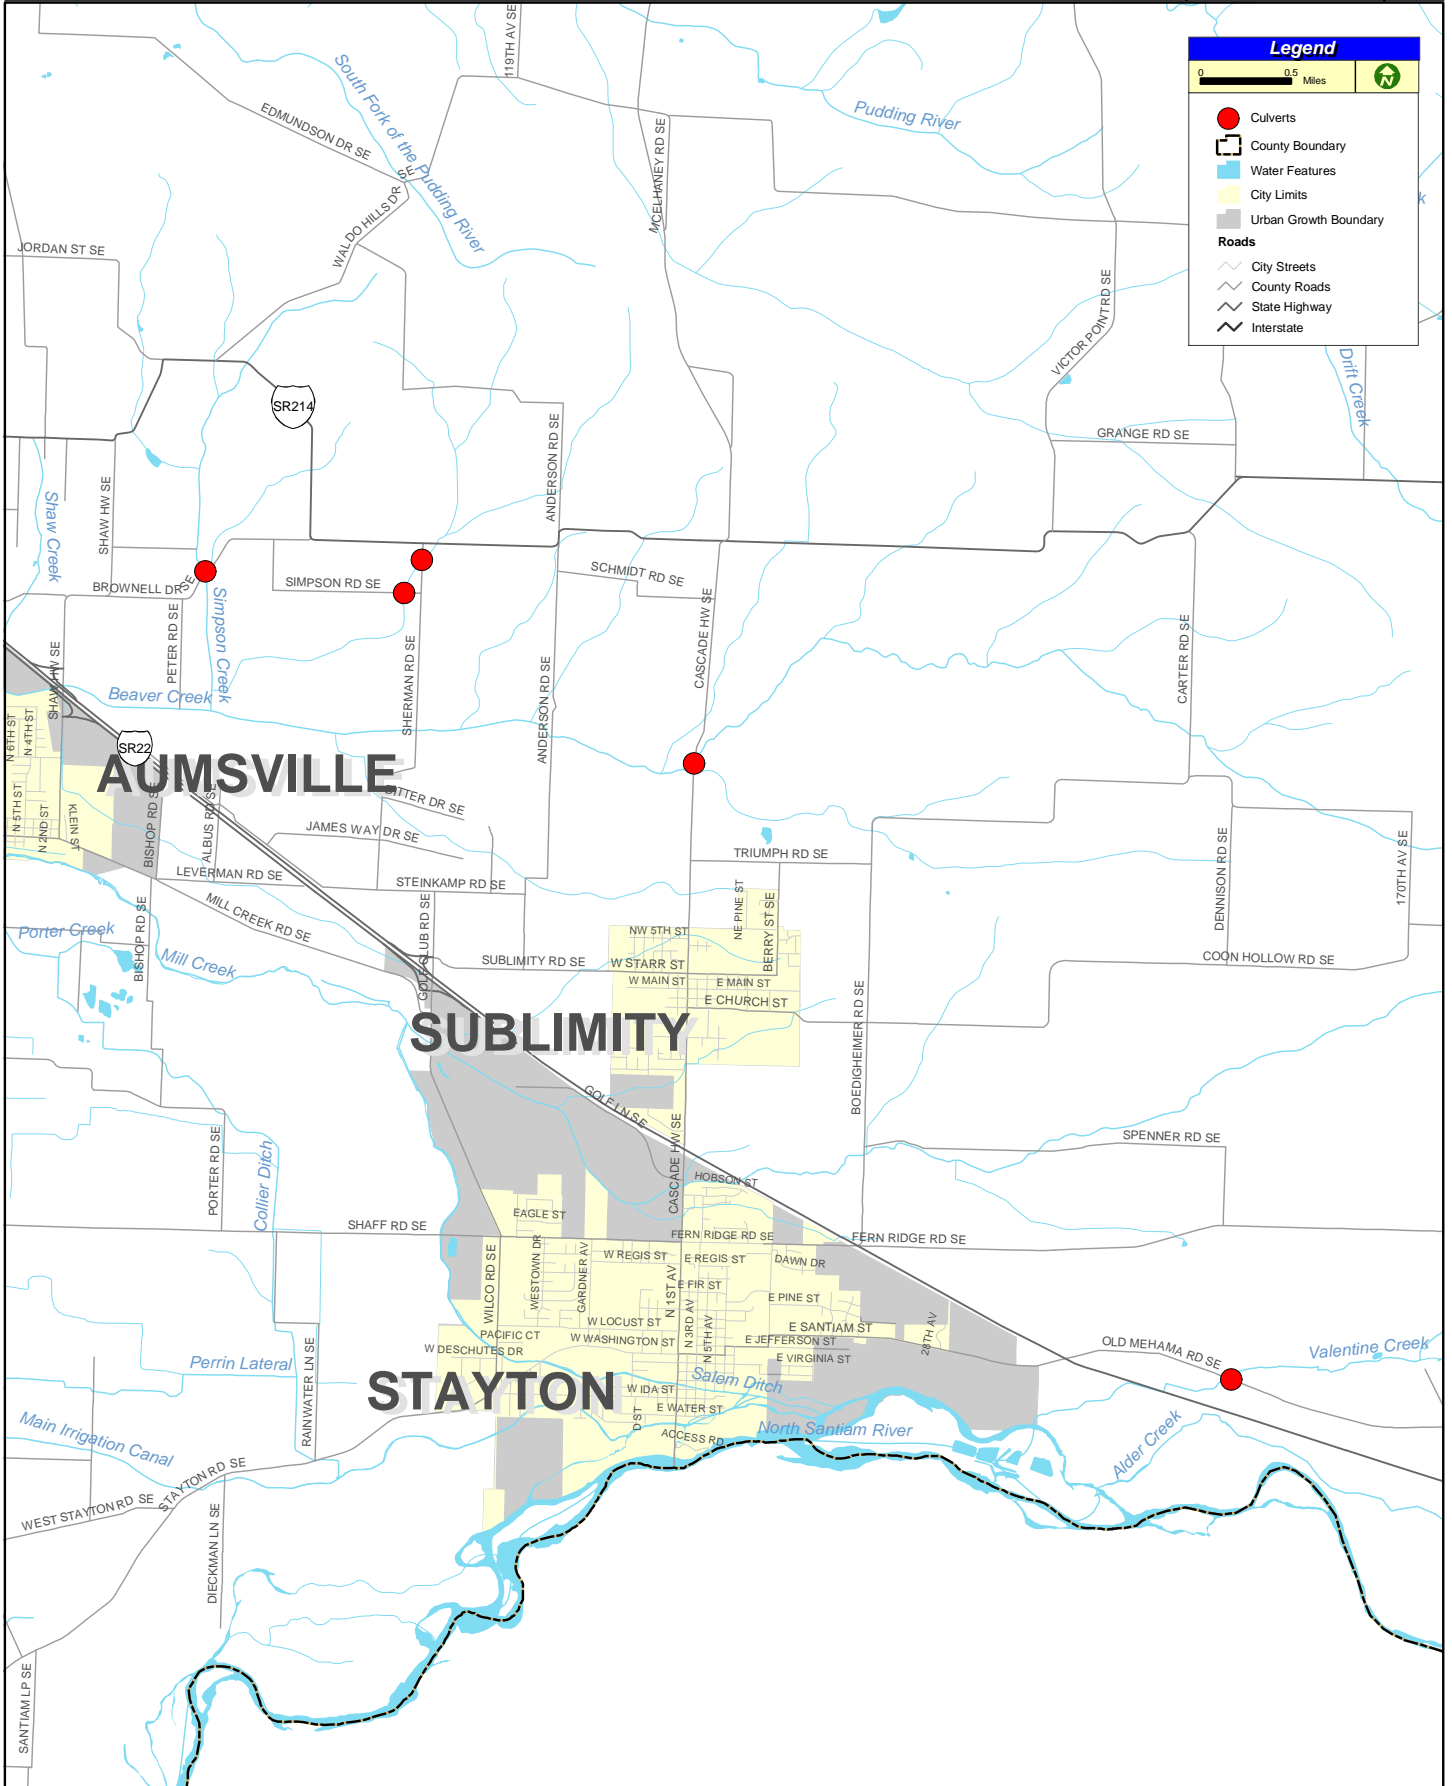 Legend
0 0.5 Miles
N
Culverts
County Boundary
Water Features
City Limits
Urban Growth Boundary
Roads
City Streets
County Roads
State Highway
Interstate
119TH AV SE
South Fork of the Pudding River
EDMUNDSON DR SE
Pudding River
MCELHANEY RD SE
WALDO HILLS DR SE
JORDAN ST SE
VICTOR POINT RD SE
Drift Creek
SR214
GRANGE RD SE
ANDERSON RD SE
SHAW HW SE
Shaw Creek
BROWNELL DR SE
SIMPSON RD SE
SCHMIDT RD SE
Simpson Creek
PETER RD SE
CASCADE HW SE
CARTER RD SE
SHAW HW SE
SHERMAN RD SE
ANDERSON RD SE
Beaver Creek
N 6TH ST
N 4TH ST
SR22
AUMSVILLE
N 5TH ST
N 2ND ST
KLEIN ST
BISHOP RD SE
ALBUS RD SE
BITTER DR SE
JAMES WAY DR SE
TRIUMPH RD SE
LEVERMAN RD SE
STEINKAMP RD SE
DENNISON RD SE
170TH AV SE
MILL CREEK RD SE
NE PINE ST
BERRY ST SE
Porter Creek
BISHOP RD SE
Mill Creek
GOLF CLUB RD SE
NW 5TH ST
SUBLIMITY RD SE
W STARR ST
W MAIN ST
E MAIN ST
E CHURCH ST
COON HOLLOW RD SE
SUBLIMITY
BOEDIGHEIMER RD SE
GOLF LN SE
PORTER RD SE
Collier Ditch
CASCADE HW SE
SPENNER RD SE
HOBSON ST
SHAFF RD SE
EAGLE ST
FERN RIDGE RD SE
FERN RIDGE RD SE
WILCO RD SE
WESTOWN DR
GARDNER AV
W REGIS ST
E REGIS ST
DAWN DR
N 1ST AV
E FIR ST
E PINE ST
N 3RD AV
N 5TH AV
W LOCUST ST
E SANTIAM ST
28TH AV
PACIFIC CT
W WASHINGTON ST
E JEFFERSON ST
W DESCHUTES DR
E VIRGINIA ST
OLD MEHAMA RD SE
Valentine Creek
Perrin Lateral
RAINWATER LN SE
STAYTON
Salem Ditch
W IDA ST
E WATER ST
D ST
ACCESS RD
North Santiam River
Main Irrigation Canal
Alder Creek
STAYTON RD SE
WEST STAYTON RD SE
DIECKMAN LN SE
SANTIAM LP SE